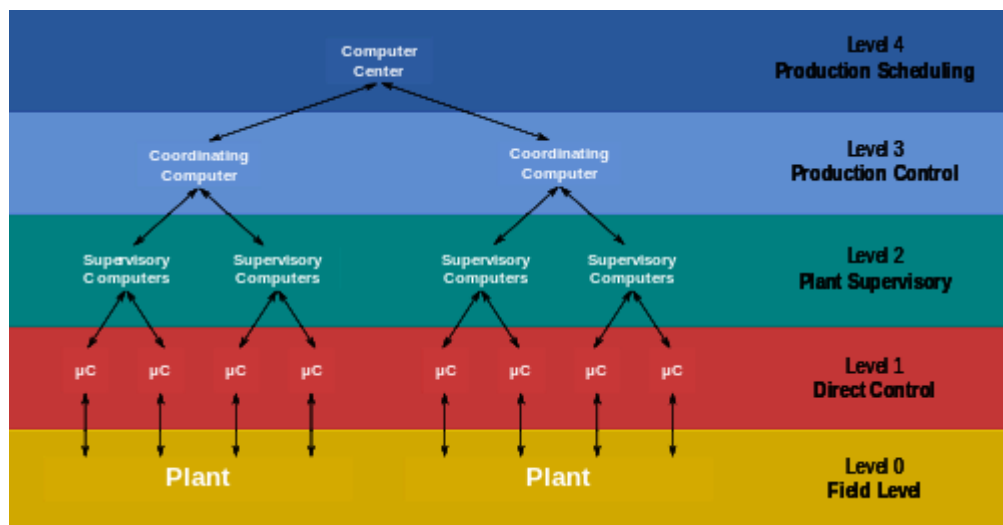 Computer
Center
Level 4
Production Scheduling
Coordinating
Computer
Coordinating
Computer
Level 3
Production Control
Supervisory
Computers
Supervisory
Computers
Supervisory
Computers
Supervisory
Computers
Level 2
Plant Supervisory
µC
µC
µC
µC
µC
µC
µC
µC
Level 1
Direct Control
Plant
Plant
Level 0
Field Level